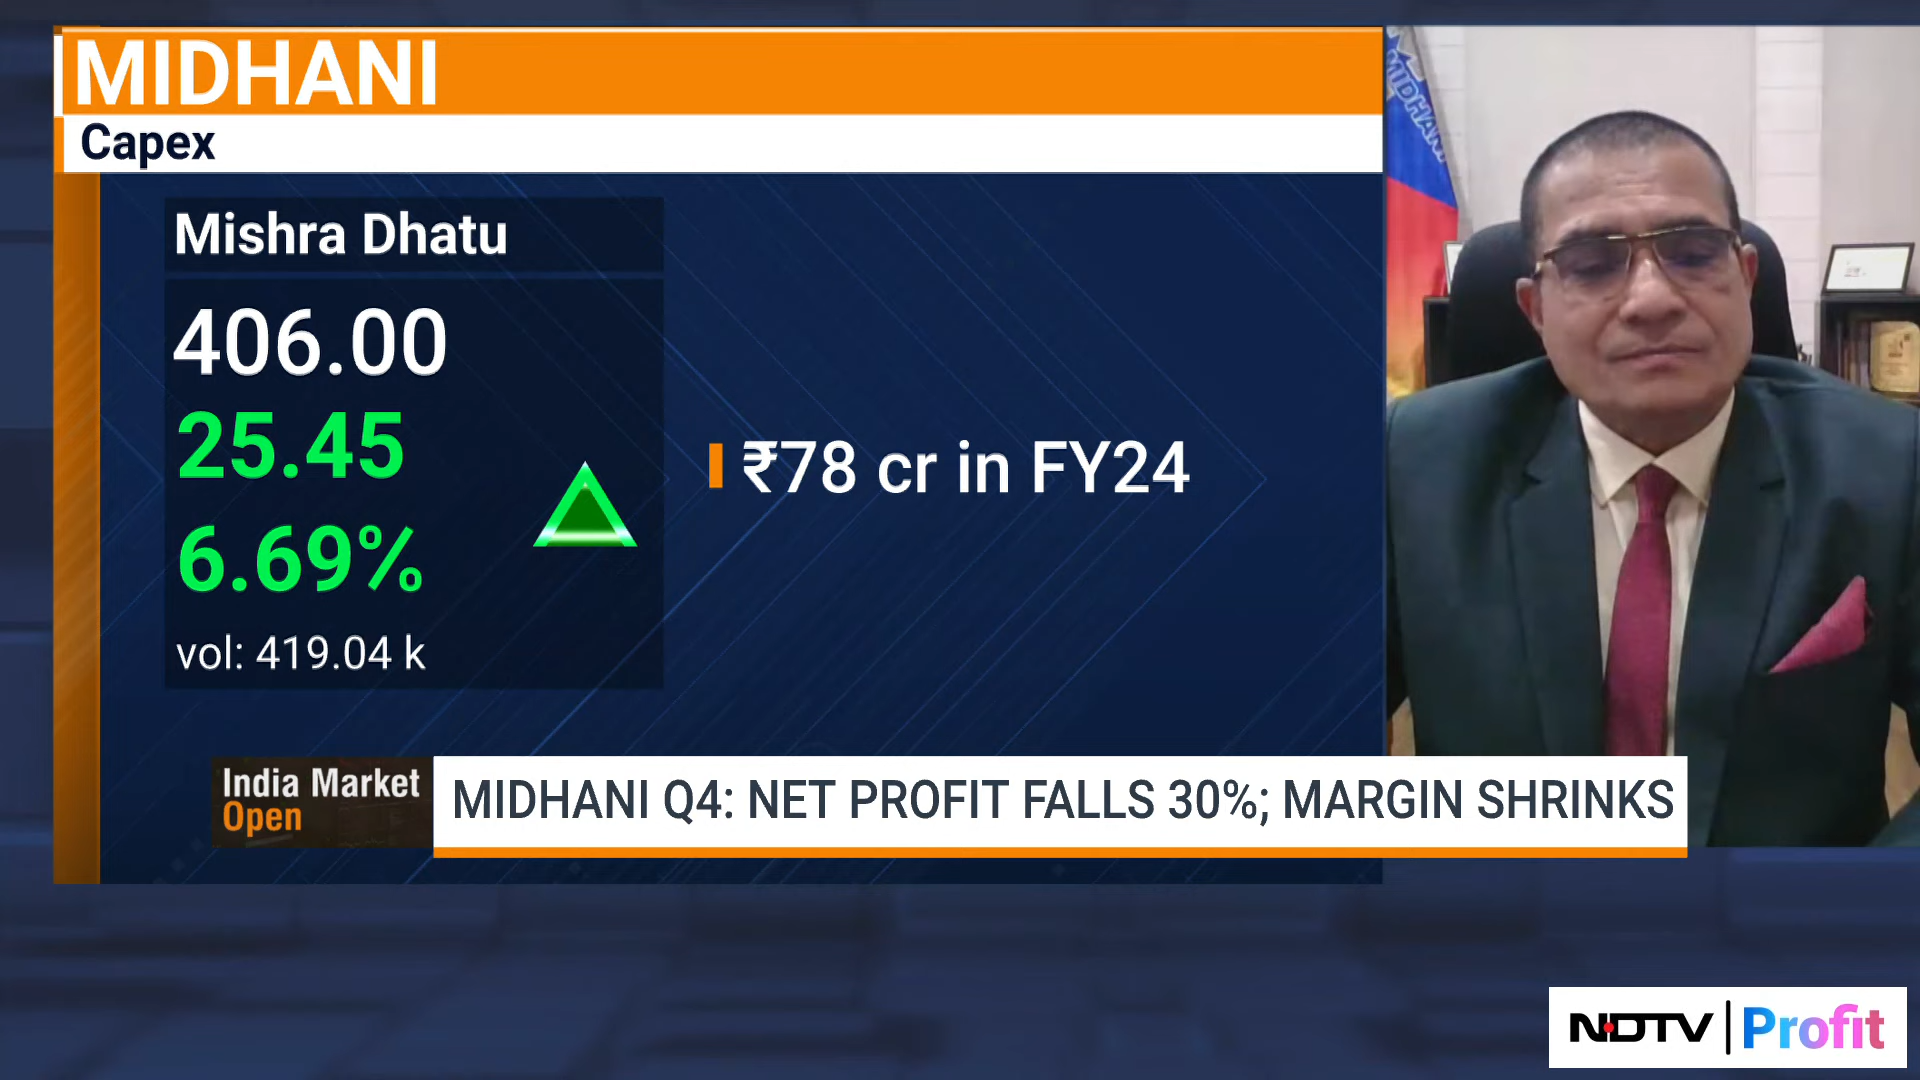 MIDHANI
Capex
Mishra Dhatu
406.00
25.45
6.69%
vol: 419.04 k
₹78 cr in FY24
MIDHANI
India Market
Open
MIDHANI Q4: NET PROFIT FALLS 30%; MARGIN SHRINKS
NDTV | Profit